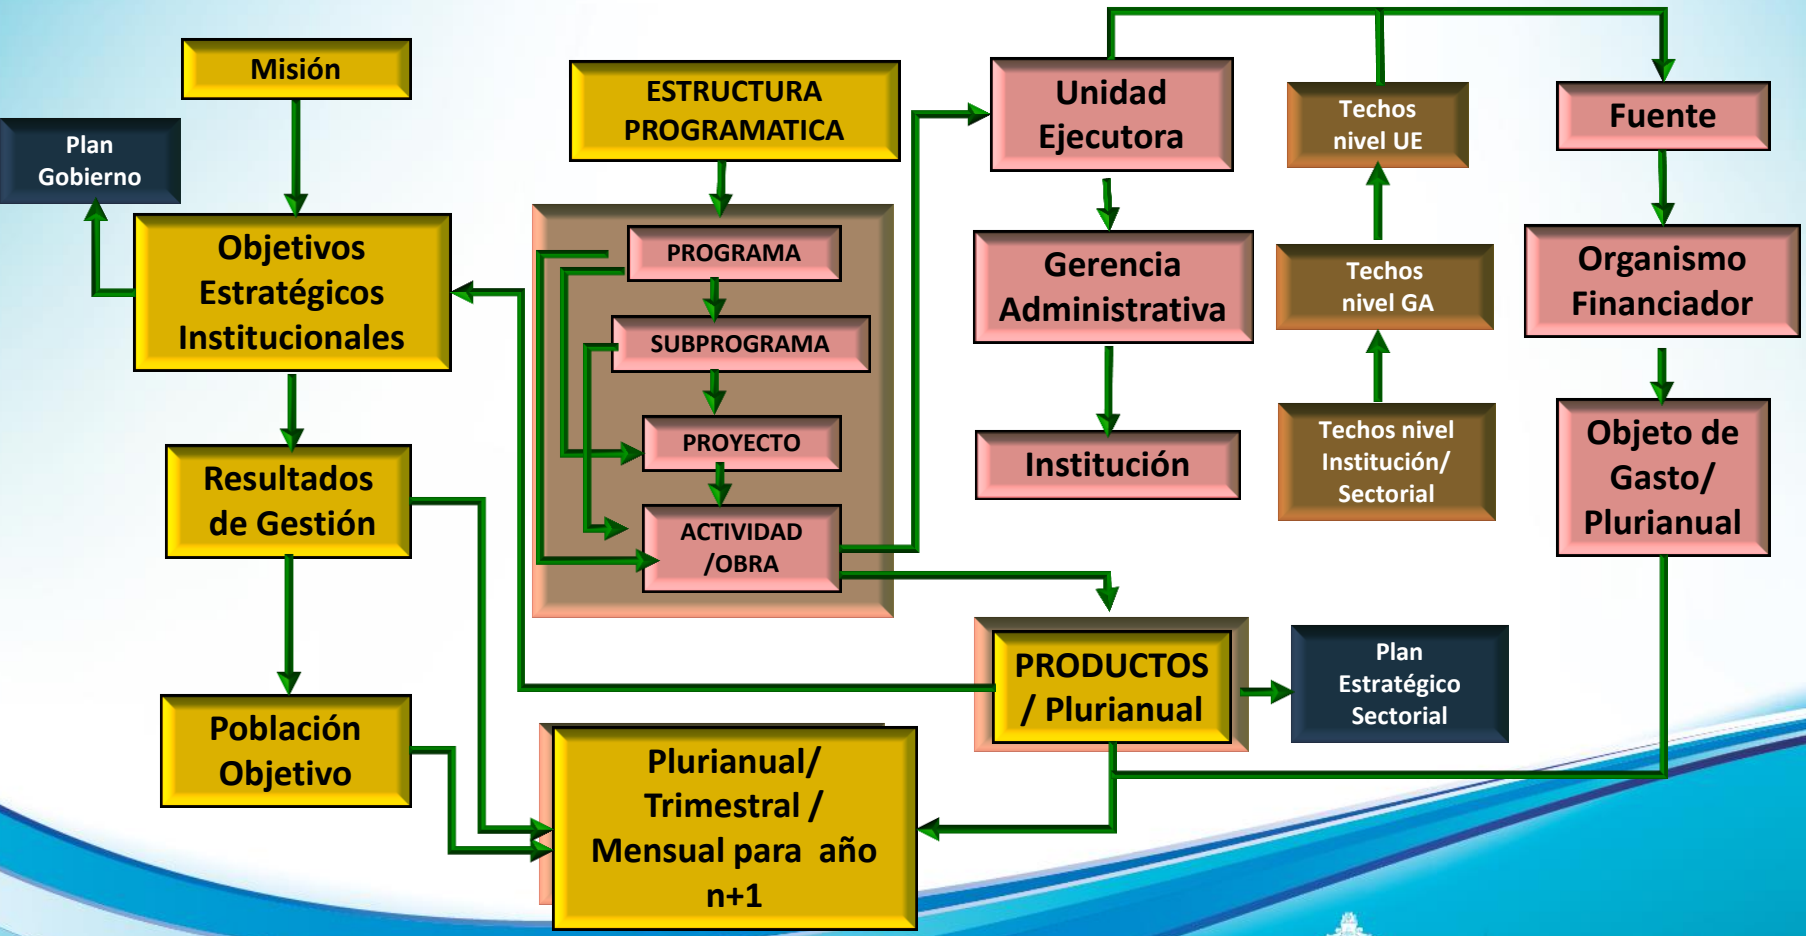 Misión
Plan
Gobierno
Objetivos
Estratégicos
Institucionales
Resultados
de Gestión
Población
Objetivo
ESTRUCTURA
PROGRAMATICA
PROGRAMA
SUBPROGRAMA
PROYECTO
ACTIVIDAD
/OBRA
Unidad
Ejecutora
Gerencia
Administrativa
Institución
Techos
nivel UE
Techos
nivel GA
Techos nivel
Institución/
Sectorial
Fuente
Organismo
Financiador
Objeto de
Gasto/
Plurianual
PRODUCTOS
/ Plurianual
Plan
Estratégico
Sectorial
Plurianual/
Trimestral /
Mensual para año
n+1